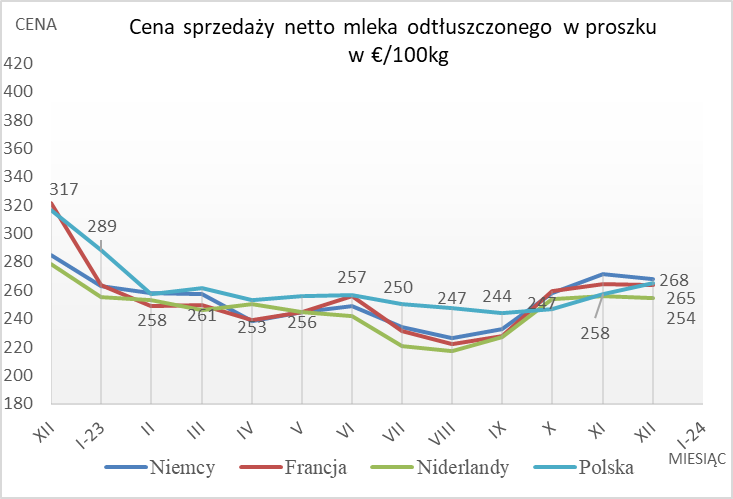 CENA
Cena sprzedaży netto mleka odtłuszczonego w proszku
w €/100kg
420
400
380
360
340
320
300
280
260
240
220
200
180
317
289
258
261
253
256
257
250
247
244
247
258
268
265
254
XII
I-23
II
III
IV
V
VI
VII
VIII
IX
X
XI
XII
I-24
MIESIĄC
Niemcy
Francja
Niderlandy
Polska